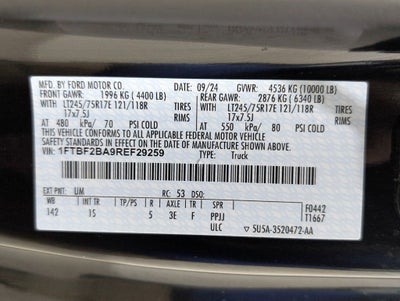 MFD. BY FORD MOTOR CO. 09/24 GVWR: 4536 KG (10000 LB)
FRONT GAWR: 1996 KG (4400 LB) REAR GAWR: 2876 KG (6340 LB)
WITH LT245/75R17E 121/118R TIRES WITH LT245/75R17E 121/118R TIRES
17x7.5J RIMS 17x7.5J RIMS
AT 480 kPa/ 70 PSI COLD AT 550 kPa/ 80 PSI COLD
THIS VEHICLE CONFORMS TO ALL APPLICABLE FEDERAL MOTOR VEHICLE
SAFETY STANDARDS IN EFFECT ON THE DATE OF MANUFACTURE SHOWN ABOVE.
VIN: 1FTBF2BA9REF29259 TYPE: Truck
EXT PNT: UM RC: 53 DSO:
WB BRK INT TR TP/PS R AXLE TR SPR
142 15 5 3E F PPJJ F0442
ULC T1667
5U5A-3520472-AA